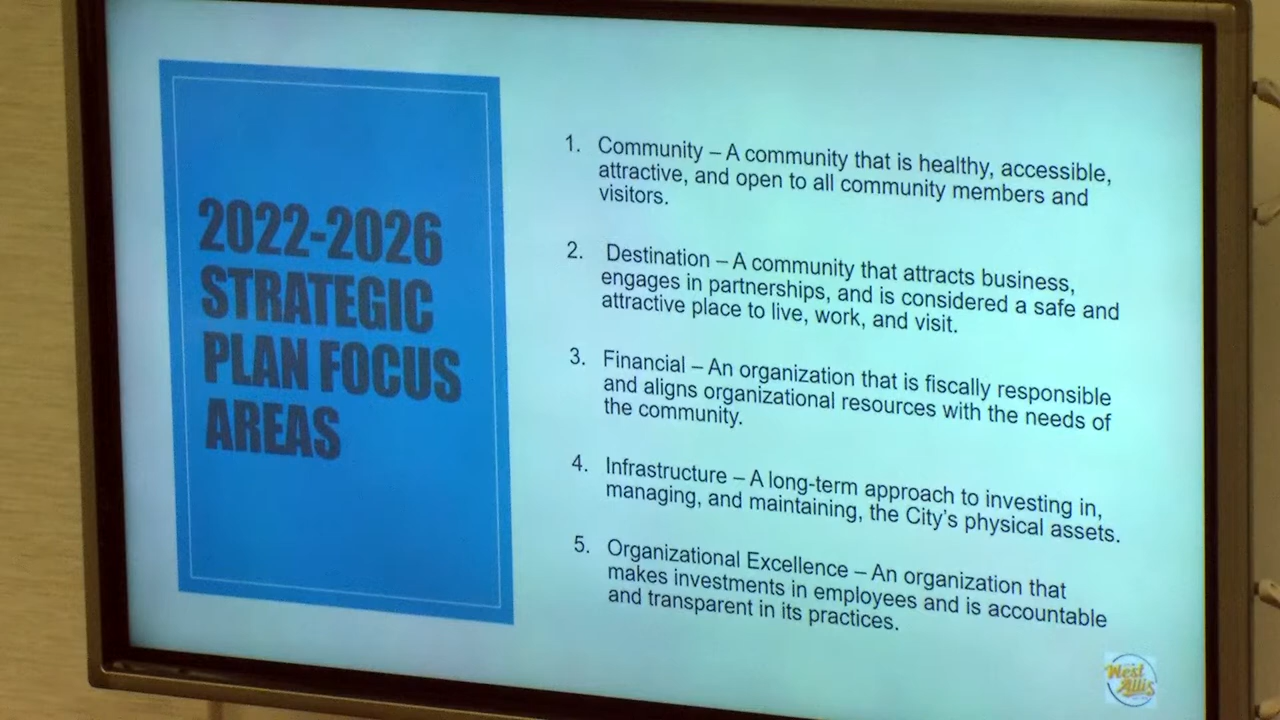 2022-2026
STRATEGIC
PLAN FOCUS
AREAS
1. Community – A community that is healthy, accessible,
attractive, and open to all community members and
visitors.
2. Destination – A community that attracts business,
engages in partnerships, and is considered a safe and
attractive place to live, work, and visit.
3. Financial – An organization that is fiscally responsible
and aligns organizational resources with the needs of
the community.
4. Infrastructure – A long-term approach to investing in,
managing, and maintaining, the City's physical assets.
5. Organizational Excellence – An organization that
makes investments in employees and is accountable
and transparent in its practices.
West
Allis